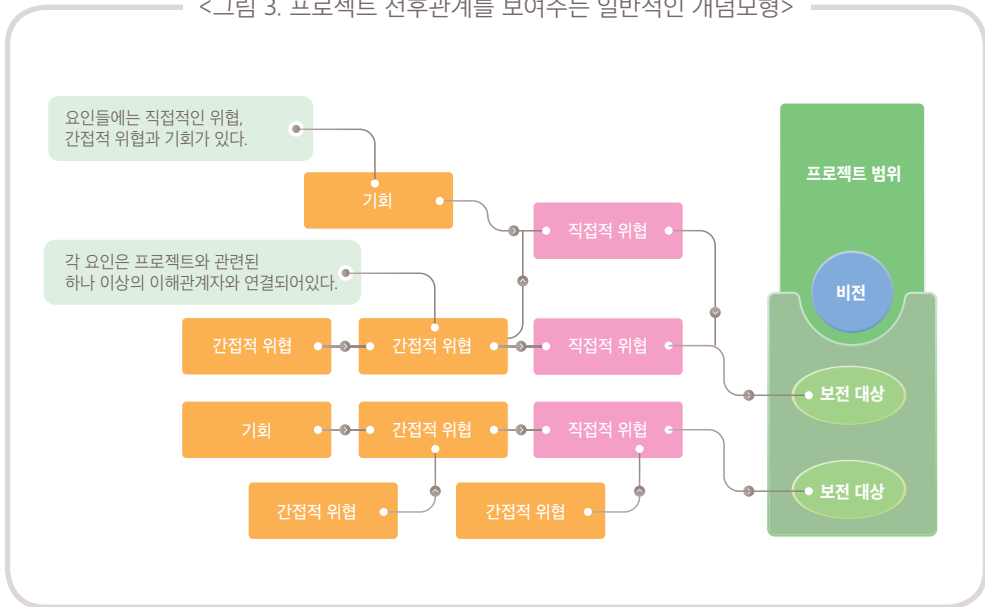 <그림 3. 프로젝트 전후관계를 보여주는 일반적인 개념모형>
요인들에는 직접적인 위협,
간접적 위협과 기회가 있다.
프로젝트 범위
기회
직접적 위협
각 요인은 프로젝트와 관련된
하나 이상의 이해관계자와 연결되어있다.
비전
간접적 위협
간접적 위협
직접적 위협
보전 대상
기회
간접적 위협
직접적 위협
보전 대상
간접적 위협
간접적 위협